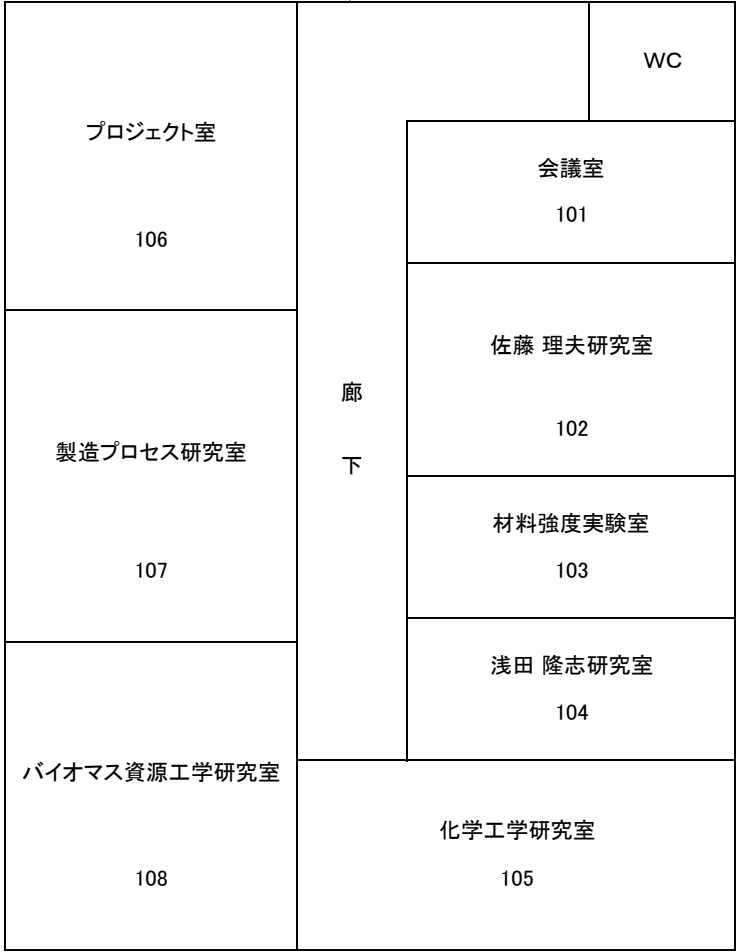 WC
プロジェクト室
106
会議室
101
佐藤 理夫研究室
102
廊
下
製造プロセス研究室
107
材料強度実験室
103
浅田 隆志研究室
104
バイオマス資源工学研究室
108
化学工学研究室
105